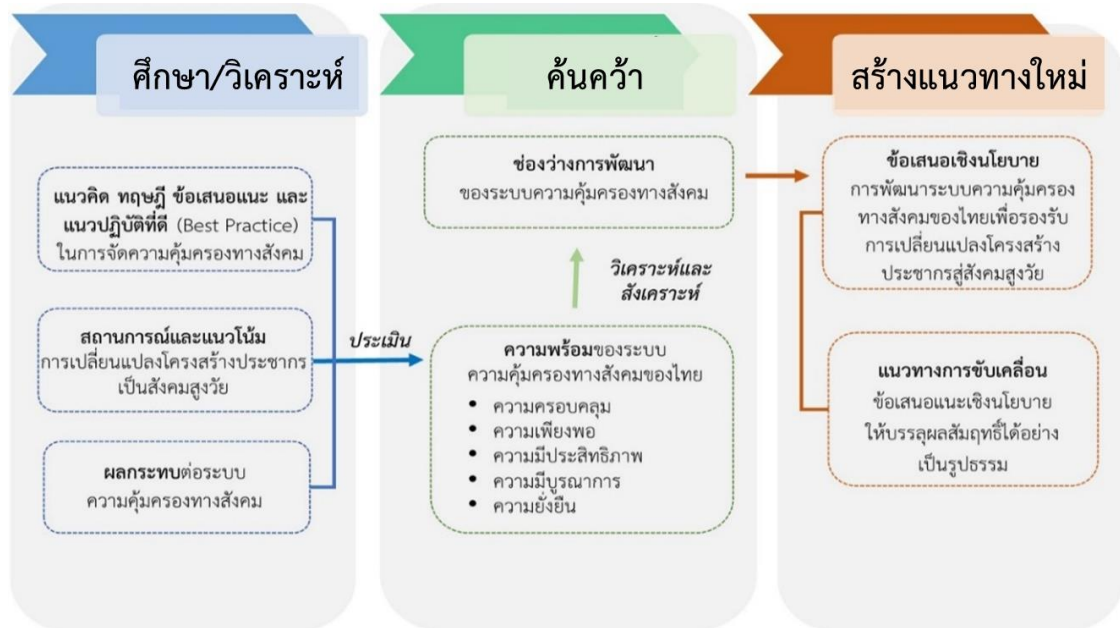 ศึกษา/วิเคราะห์
แนวคิด ทฤษฎี ข้อเสนอแนะ และ
แนวปฏิบัติที่ดี (Best Practice)
ในการจัดความคุ้มครองทางสังคม
สถานการณ์และแนวโน้ม
การเปลี่ยนแปลงโครงสร้างประชากร
เป็นสังคมสูงวัย
ผลกระทบต่อระบบ
ความคุ้มครองทางสังคม
ประเมิน
ค้นคว้า
ช่องว่างการพัฒนา
ของระบบความคุ้มครองทางสังคม
วิเคราะห์และ
สังเคราะห์
ความพร้อมของระบบ
ความคุ้มครองทางสังคมของไทย
• ความครอบคลุม
• ความเพียงพอ
• ความมีประสิทธิภาพ
• ความมีบูรณาการ
• ความยั่งยืน
สร้างแนวทางใหม่
ข้อเสนอเชิงนโยบาย
การพัฒนาระบบความคุ้มครอง
ทางสังคมของไทยเพื่อรองรับ
การเปลี่ยนแปลงโครงสร้าง
ประชากรสู่สังคมสูงวัย
แนวทางการขับเคลื่อน
ข้อเสนอแนะเชิงนโยบาย
ให้บรรลุผลสัมฤทธิ์ได้อย่าง
เป็นรูปธรรม